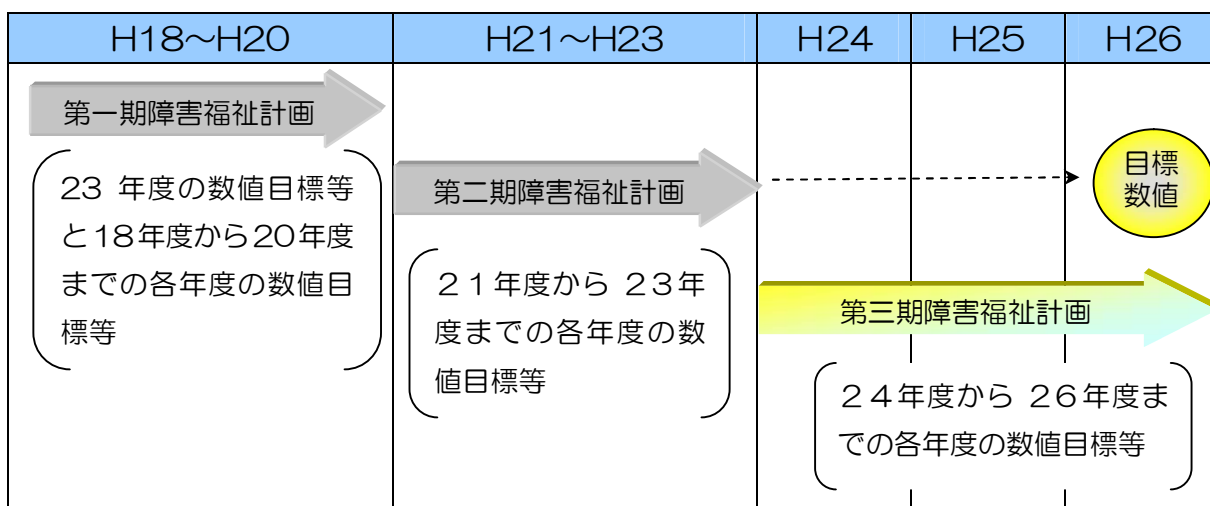 H18～H20
H21～H23
H24
H25
H26
第一期障害福祉計画
23 年度の数値目標等
と18年度から20年度
までの各年度の数値目
標等
第二期障害福祉計画
２１年度から ２３年
度までの各年度の数
値目標等
目標
数値
第三期障害福祉計画
２４年度から ２６年度ま
での各年度の数値目標等